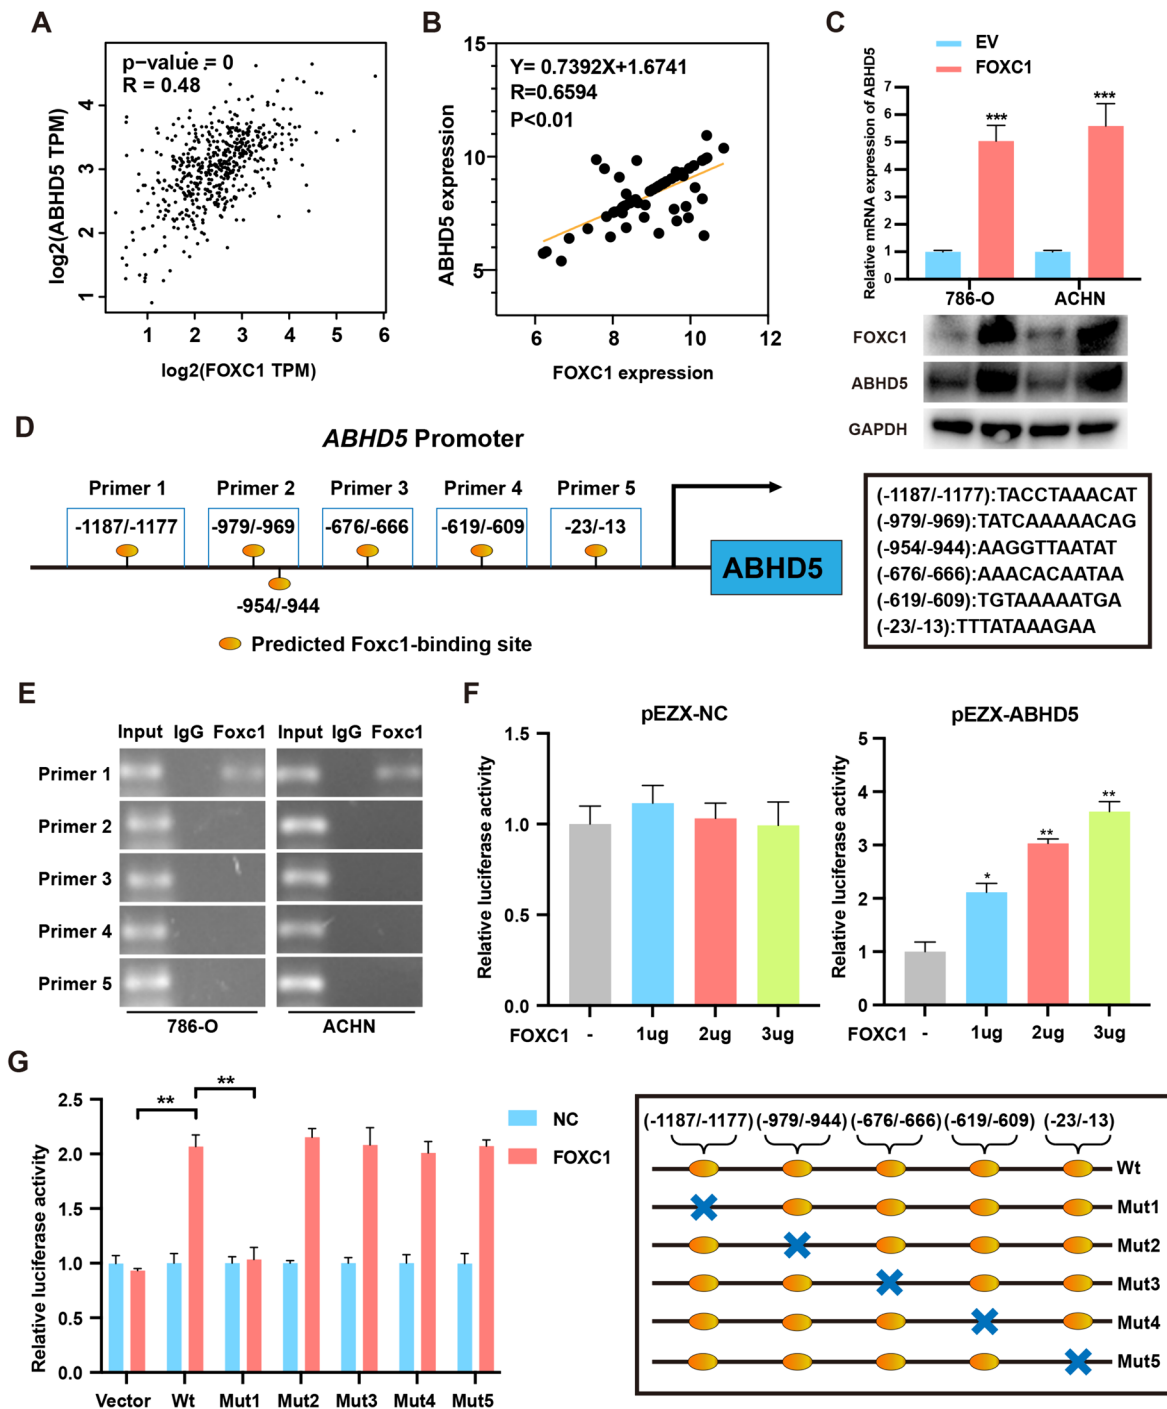 A
p-value = 0
R = 0.48
log2(ABHD5 TPM)
4
3
2
1
1 2 3 4 5 6
log2(FOXC1 TPM)
B
Y= 0.7392X+1.6741
R=0.6594
P<0.01
ABHD5 expression
15
10
5
6 8 10 12
FOXC1 expression
C
EV
FOXC1
Relative mRNA expression of ABHD5
7
6
5
4
3
2
1
0
*** ***
786-O ACHN
FOXC1
ABHD5
GAPDH
D
ABHD5 Promoter
Primer 1 Primer 2 Primer 3 Primer 4 Primer 5
-1187/-1177 -979/-969 -676/-666 -619/-609 -23/-13
-954/-944
ABHD5
Predicted Foxc1-binding site
(-1187/-1177):TACCTAAACAT
(-979/-969):TATCAAAAACAG
(-954/-944):AAGGTTAATAT
(-676/-666):AAACACAATAA
(-619/-609):TGTAAAAATGA
(-23/-13):TTTATAAAGAA
E
Input IgG Foxc1 Input IgG Foxc1
Primer 1
Primer 2
Primer 3
Primer 4
Primer 5
786-O ACHN
F
pEZX-NC
Relative luciferase activity
1.5
1.0
0.5
0.0
FOXC1 - 1ug 2ug 3ug
pEZX-ABHD5
Relative luciferase activity
5
4
3
2
1
0
* ** **
FOXC1 - 1ug 2ug 3ug
G
Relative luciferase activity
2.5
2.0
1.5
1.0
0.5
0.0
** **
NC
FOXC1
Vector Wt Mut1 Mut2 Mut3 Mut4 Mut5
(-1187/-1177) (-979/-944) (-676/-666) (-619/-609) (-23/-13)
Wt
Mut1
Mut2
Mut3
Mut4
Mut5